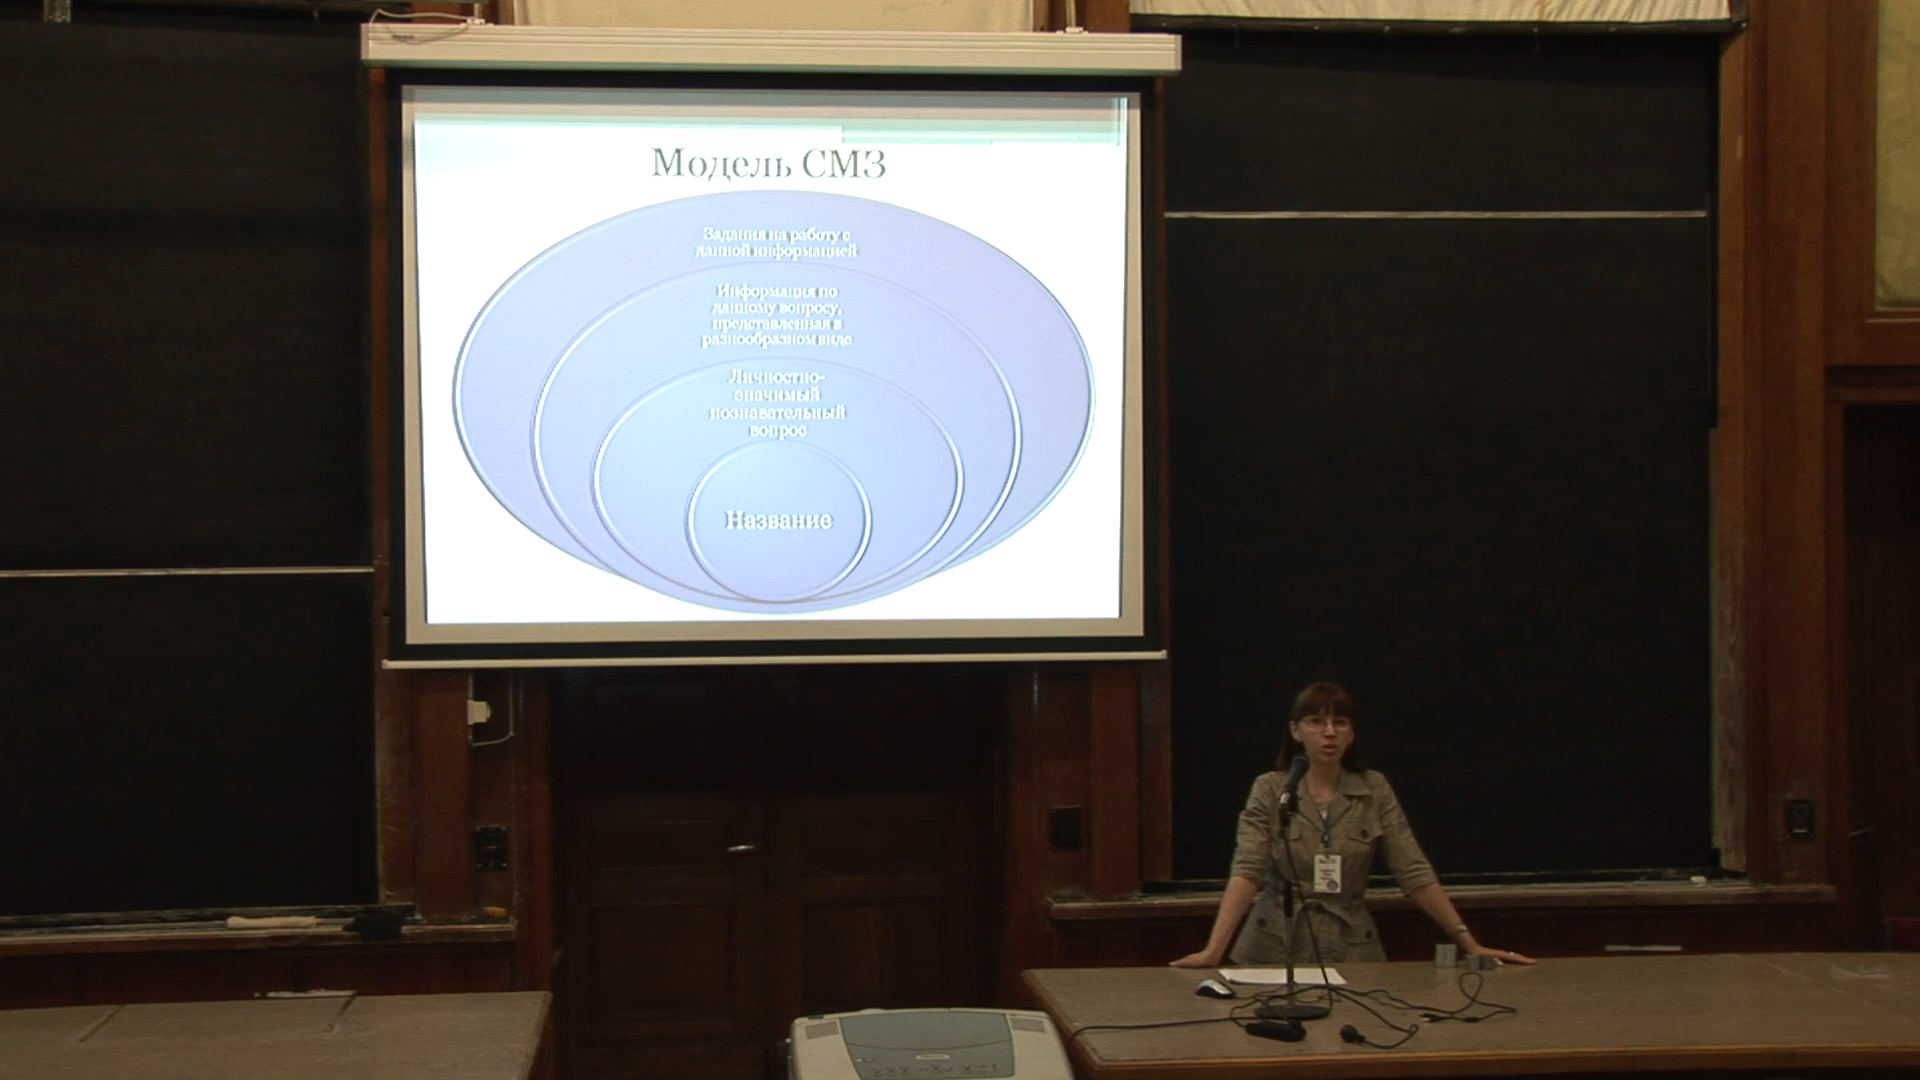 Модель СМЗ
Задания на работу с
данной информацией
Информация по
данному вопросу,
представленная в
разнообразном виде
Личностно-
значимый
познавательный
вопрос
Название